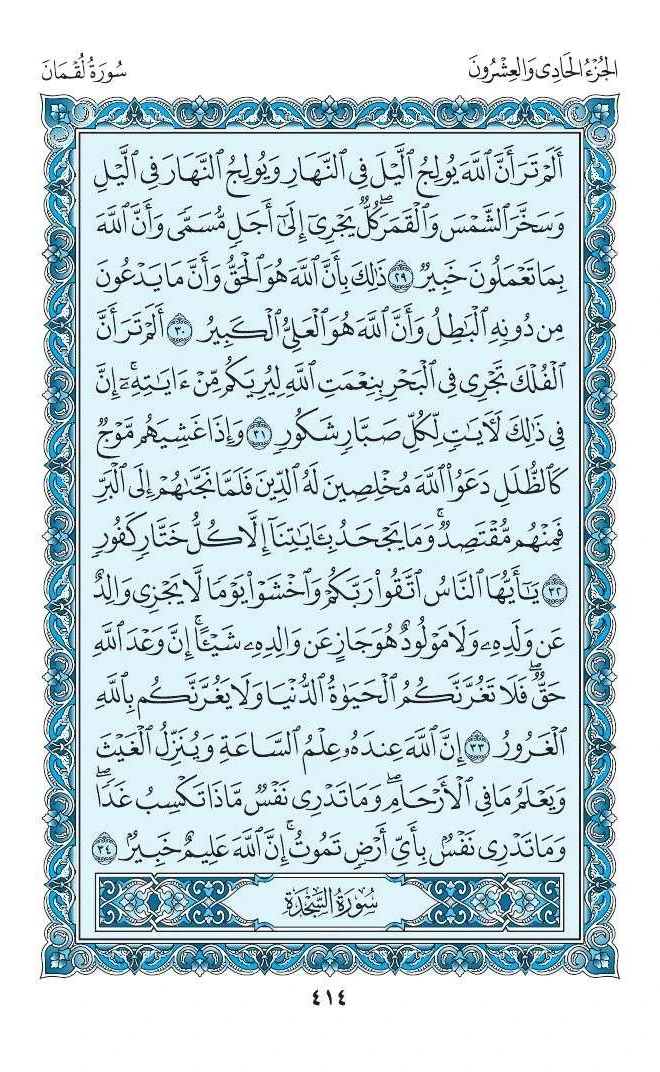 الجُزْءُ الحَادِي وَالعِشْرُونَ سُورَةُ لُقْمَانَ
أَلَمْ تَرَ أَنَّ ٱللَّهَ يُولِجُ ٱلَّيْلَ فِي ٱلنَّهَارِ وَيُولِجُ ٱلنَّهَارَ فِي ٱلَّيْلِ
وَسَخَّرَ ٱلشَّمْسَ وَٱلْقَمَرَۖ كُلٌّ يَجْرِيٓ إِلَىٰٓ أَجَلٍ مُّسَمًّى وَأَنَّ ٱللَّهَ
بِمَا تَعْمَلُونَ خَبِيرٌ ٢٩ ذَٰلِكَ بِأَنَّ ٱللَّهَ هُوَ ٱلْحَقُّ وَأَنَّ مَا يَدْعُونَ
مِن دُونِهِ ٱلْبَٰطِلُ وَأَنَّ ٱللَّهَ هُوَ ٱلْعَلِيُّ ٱلْكَبِيرُ ٣٠ أَلَمْ تَرَ أَنَّ
ٱلْفُلْكَ تَجْرِي فِي ٱلْبَحْرِ بِنِعْمَتِ ٱللَّهِ لِيُرِيَكُم مِّنْ ءَايَٰتِهِۦٓۚ إِنَّ
فِي ذَٰلِكَ لَأٓيَٰتٍ لِّكُلِّ صَبَّارٍ شَكُورٍ ٣١ وَإِذَا غَشِيَهُم مَّوْجٌ
كَٱلظُّلَلِ دَعَوُا۟ ٱللَّهَ مُخْلِصِينَ لَهُ ٱلدِّينَ فَلَمَّا نَجَّىٰهُمْ إِلَى ٱلْبَرِّ
فَمِنْهُم مُّقْتَصِدٌۚ وَمَا يَجْحَدُ بِـَٔايَٰتِنَآ إِلَّا كُلُّ خَتَّارٍ كَفُورٍ
٣٢ يَٰٓأَيُّهَا ٱلنَّاسُ ٱتَّقُوا۟ رَبَّكُمْ وَٱخْشَوْا۟ يَوْمًا لَّا يَجْزِي وَالِدٌ
عَن وَلَدِهِۦ وَلَا مَوْلُودٌ هُوَ جَازٍ عَن وَالِدِهِۦ شَيْـًٔاۚ إِنَّ وَعْدَ ٱللَّهِ
حَقٌّۖ فَلَا تَغُرَّنَّكُمُ ٱلْحَيَوٰةُ ٱلدُّنْيَا وَلَا يَغُرَّنَّكُم بِٱللَّهِ
ٱلْغَرُورُ ٣٣ إِنَّ ٱللَّهَ عِندَهُۥ عِلْمُ ٱلسَّاعَةِ وَيُنَزِّلُ ٱلْغَيْثَ
وَيَعْلَمُ مَا فِي ٱلْأَرْحَامِۖ وَمَا تَدْرِي نَفْسٌ مَّاذَا تَكْسِبُ غَدًاۖ
وَمَا تَدْرِي نَفْسٌۢ بِأَيِّ أَرْضٍ تَمُوتُۚ إِنَّ ٱللَّهَ عَلِيمٌ خَبِيرٌۢ ٣٤
سُورَةُ السَّجْدَةِ
٤١٤